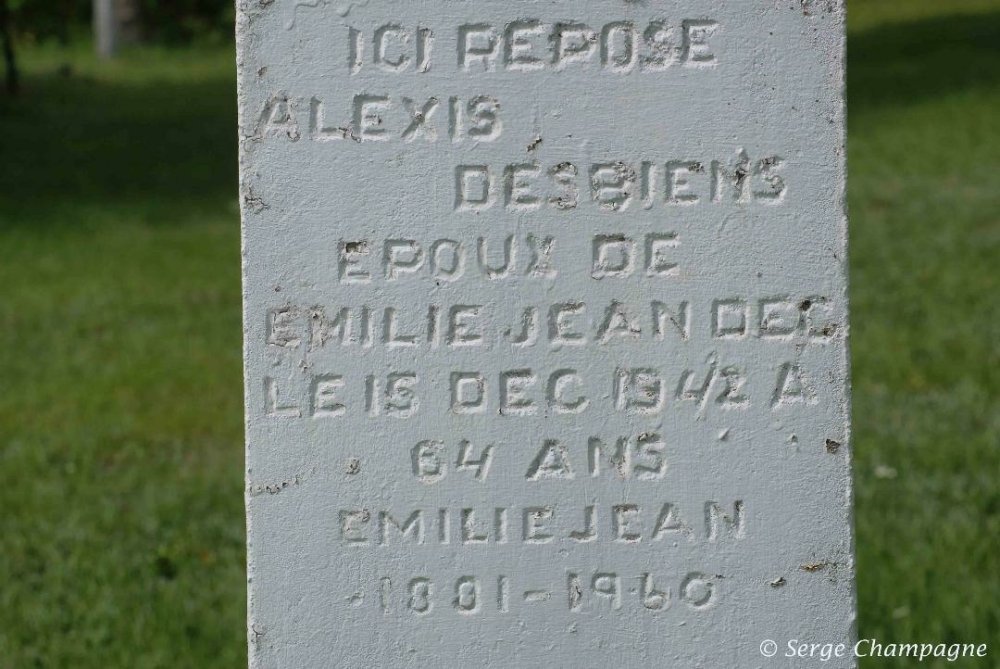 ICI REPOSE
ALEXIS
DESBIENS
EPOUX DE
EMILIE JEAN DEC
LE 15 DEC 1942 A
64 ANS
EMILIE JEAN
1881-1960
© Serge Champagne